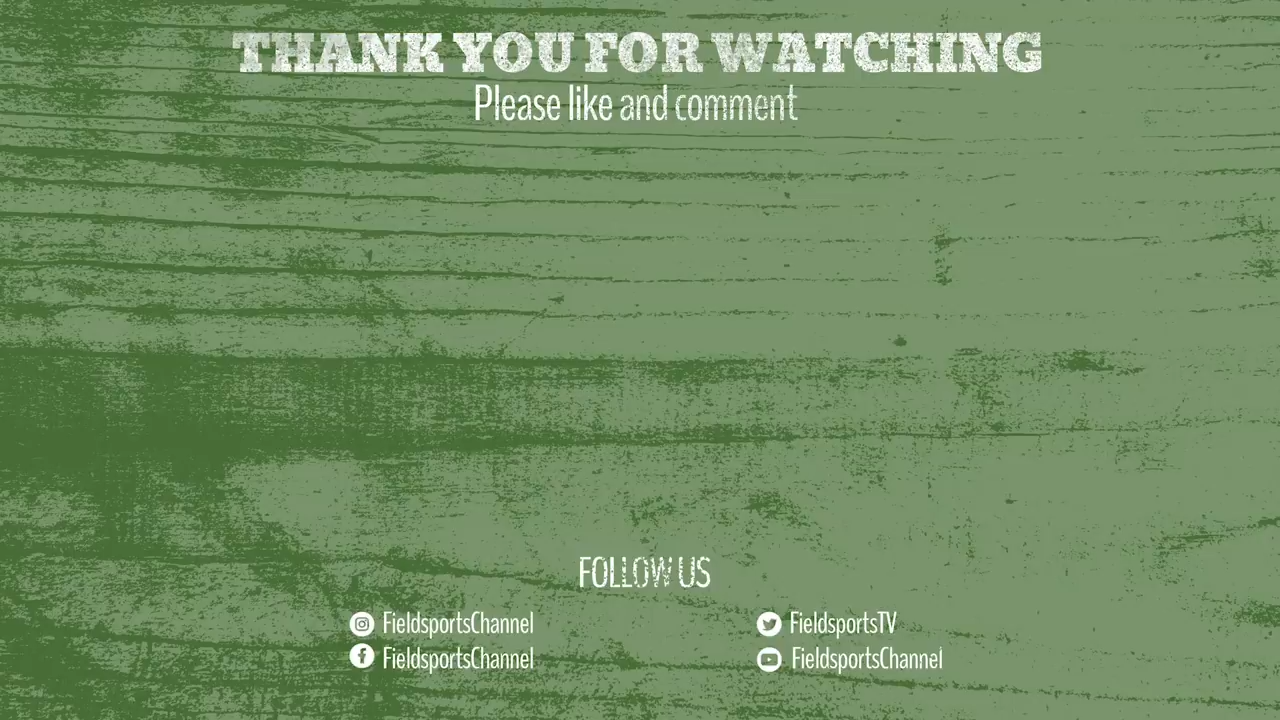 THANK YOU FOR WATCHING
Please like and comment
FOLLOW US
FieldsportsChannel
FieldsportsTV
FieldsportsChannel
FieldsportsChannel